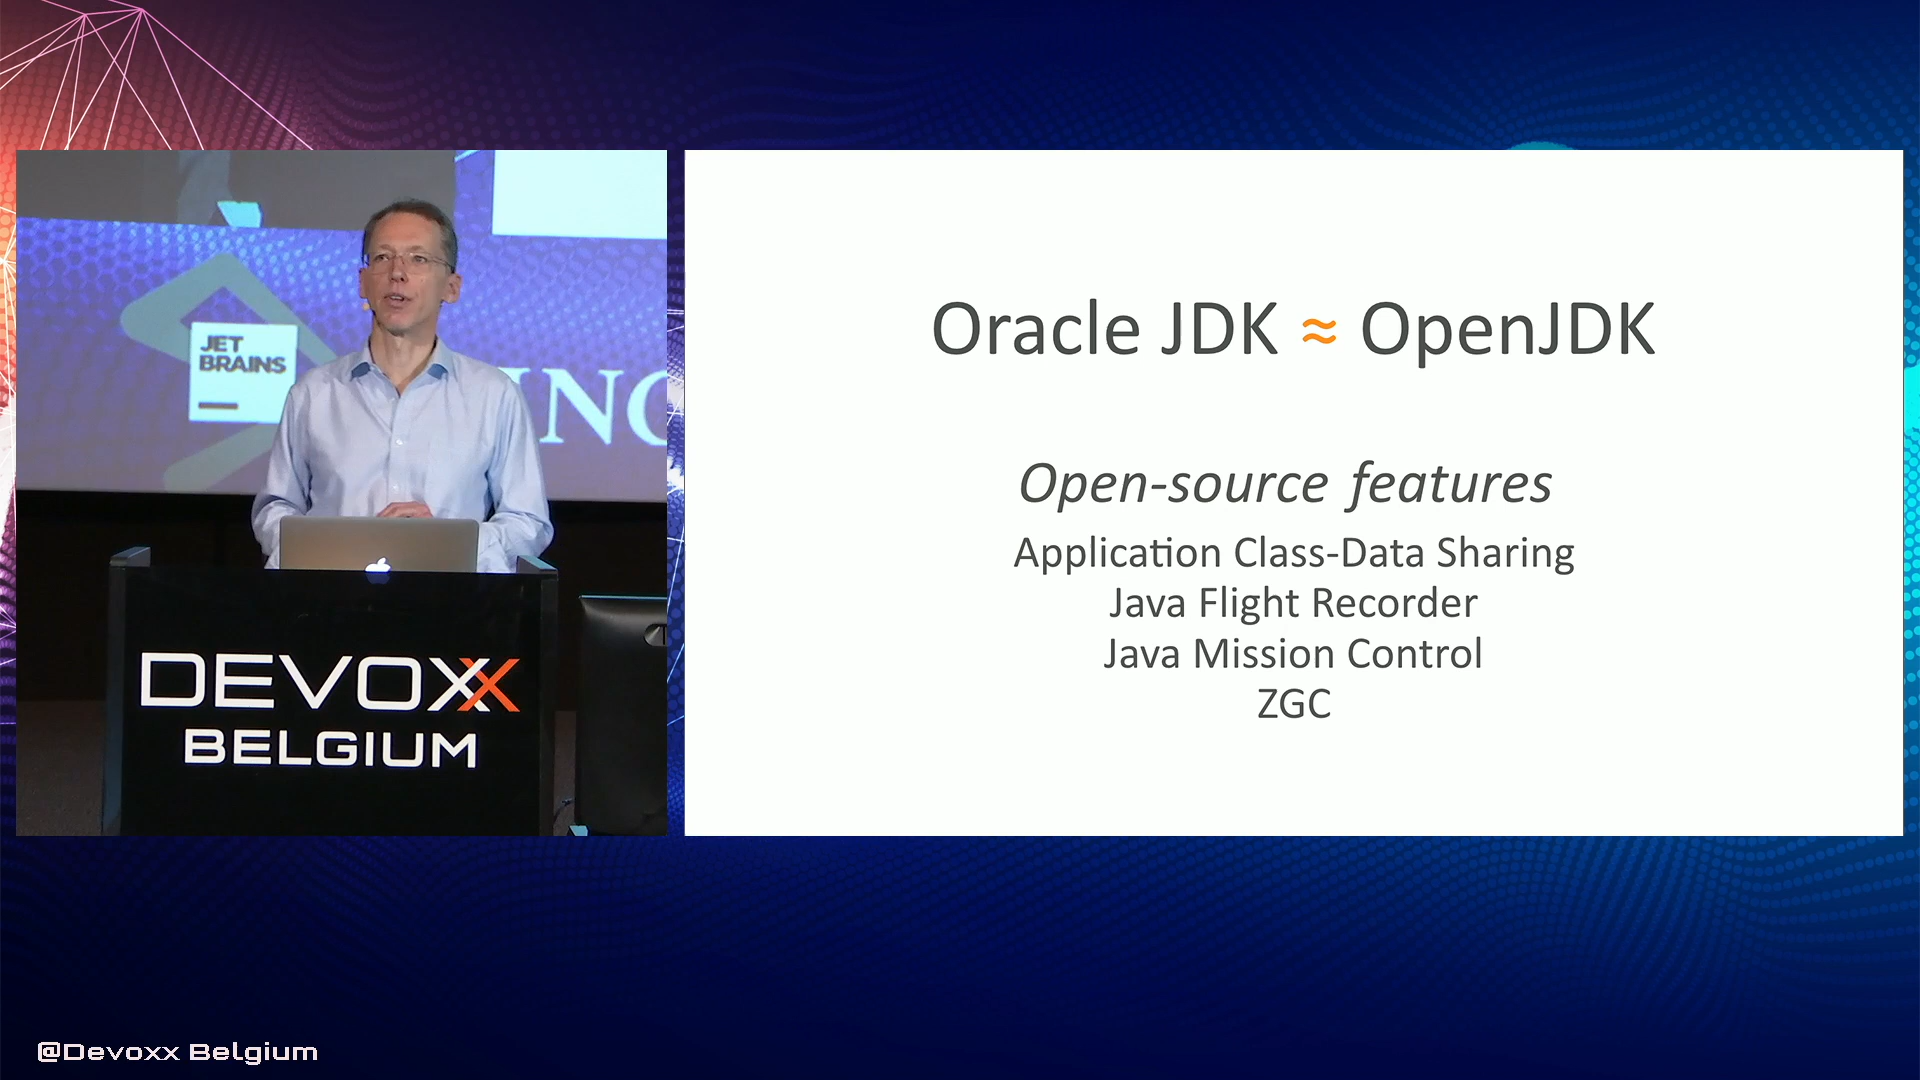 JET
BRAINS
INO
DEVOXX
BELGIUM
Oracle JDK ≈ OpenJDK
Open-source features
Application Class-Data Sharing
Java Flight Recorder
Java Mission Control
ZGC
@Devoxx Belgium